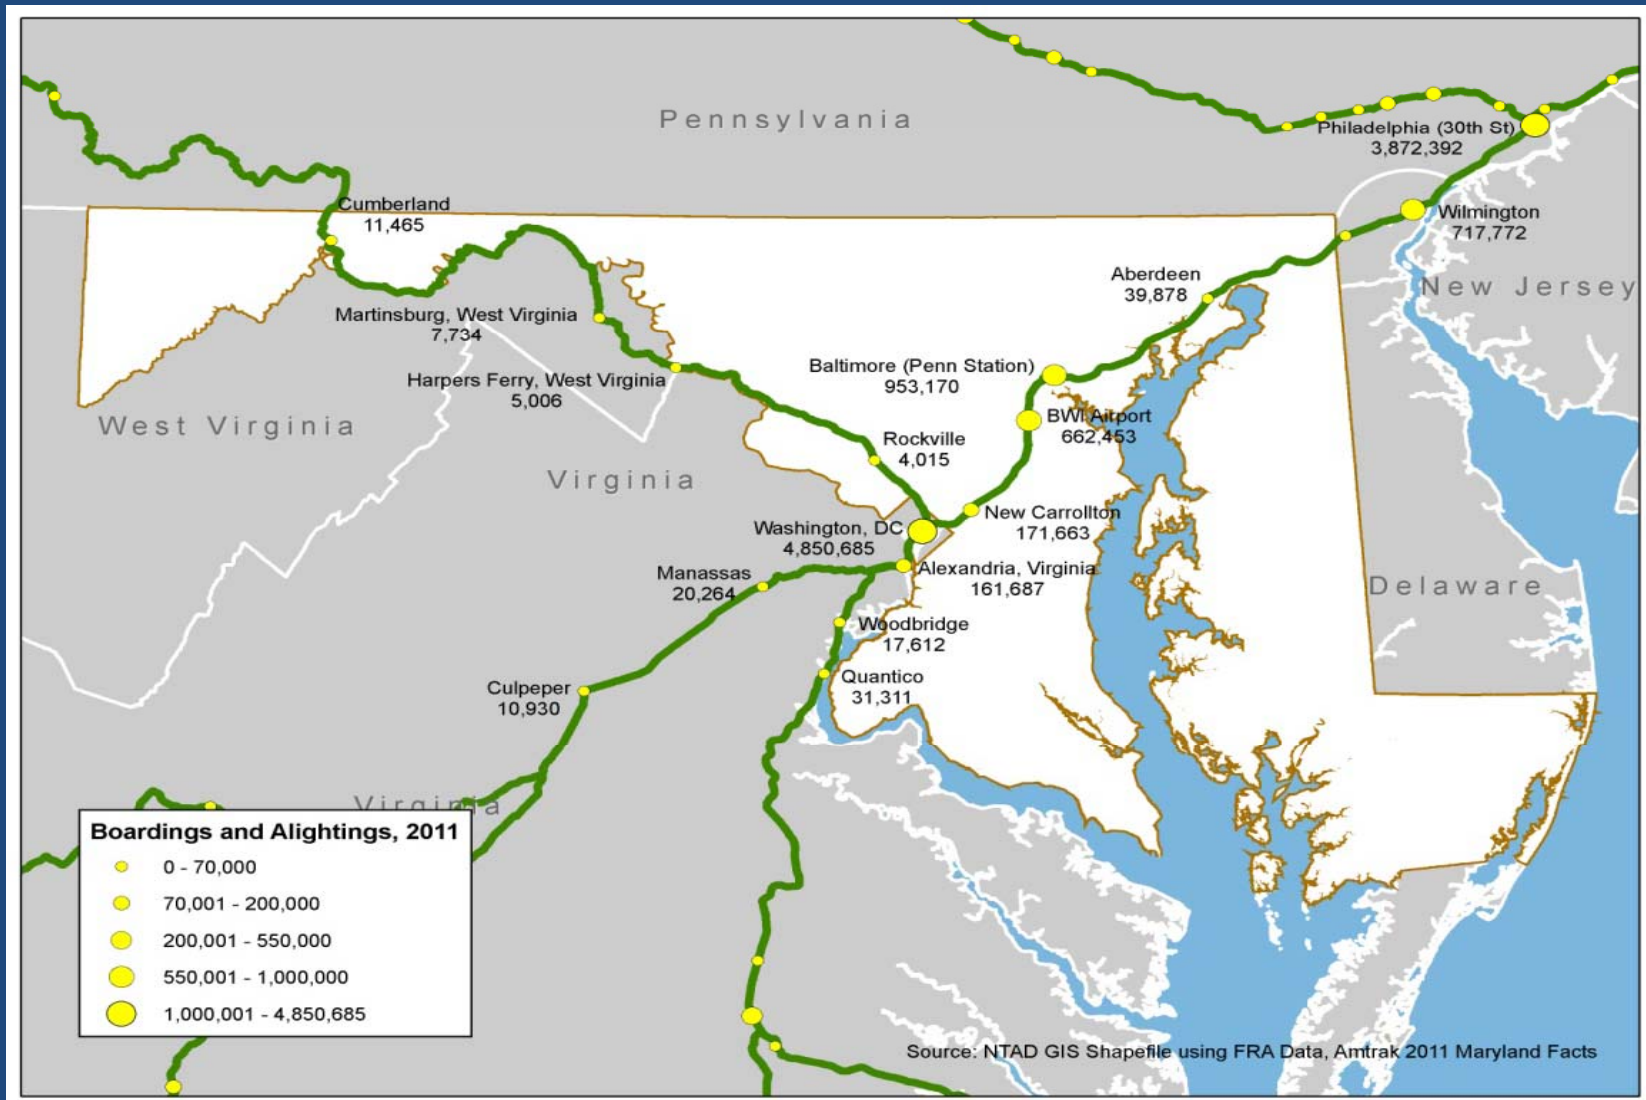 Pennsylvania
Philadelphia (30th St)
3,872,392
Cumberland
11,465
Wilmington
717,772
Aberdeen
39,878
New Jersey
Martinsburg, West Virginia
7,734
Baltimore (Penn Station)
953,170
Harpers Ferry, West Virginia
5,006
BWI Airport
662,453
West Virginia
Rockville
4,015
Virginia
New Carrollton
171,663
Washington, DC
4,850,685
Alexandria, Virginia
161,687
Manassas
20,264
Delaware
Woodbridge
17,612
Quantico
31,311
Culpeper
10,930
Virginia
Boardings and Alightings, 2011
0 - 70,000
70,001 - 200,000
200,001 - 550,000
550,001 - 1,000,000
1,000,001 - 4,850,685
Source: NTAD GIS Shapefile using FRA Data, Amtrak 2011 Maryland Facts